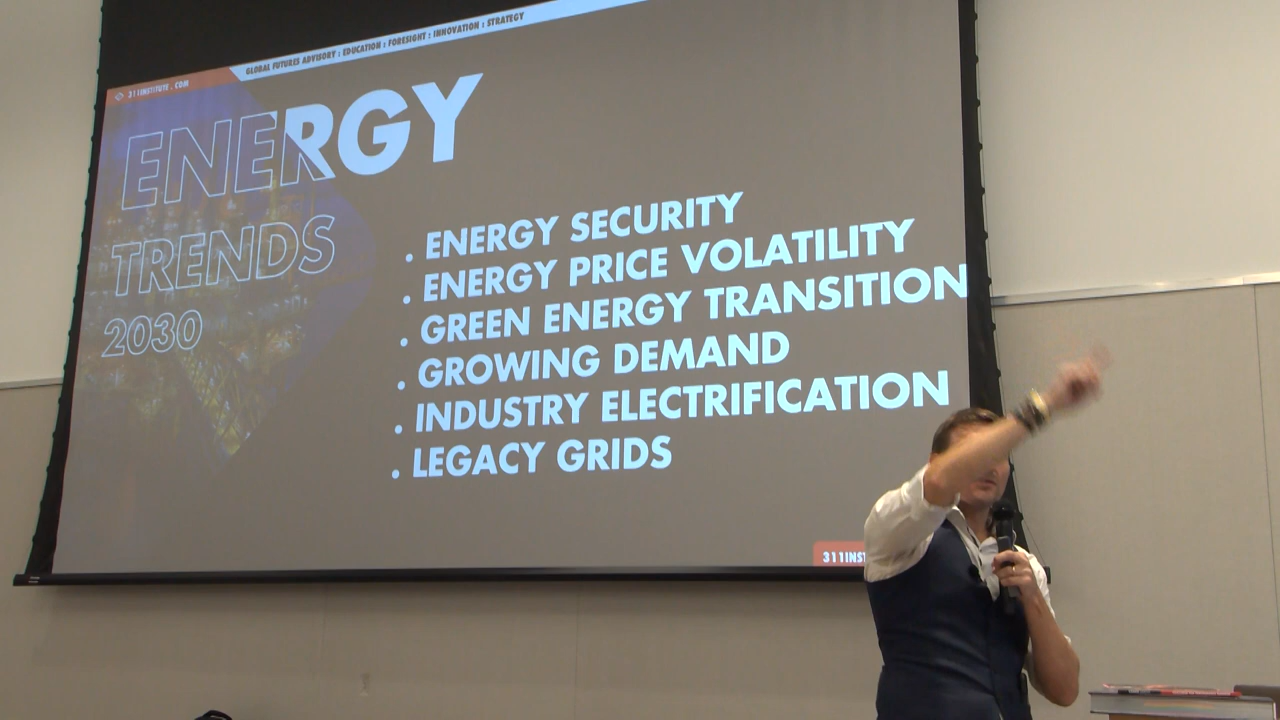 311INSTITUTE . COM
GLOBAL FUTURES ADVISORY : EDUCATION : FORESIGHT : INNOVATION : STRATEGY
ENERGY
TRENDS
2030
. ENERGY SECURITY
. ENERGY PRICE VOLATILITY
. GREEN ENERGY TRANSITION
. GROWING DEMAND
. INDUSTRY ELECTRIFICATION
. LEGACY GRIDS
311INST